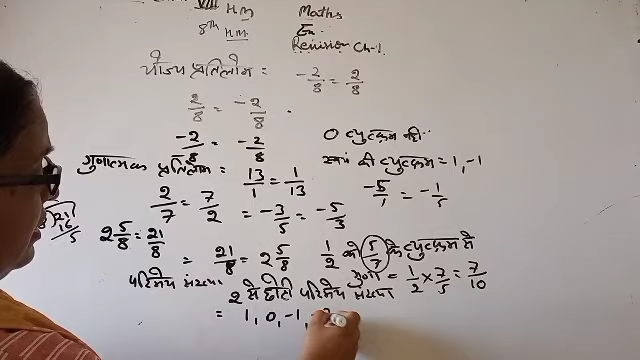 VIII HM Maths
8th HM Ex.
Revision Ch-1.
योज्य प्रतिलोम = -2/8 = 2/8
2/8 = -2/8 .
-2/8 = -2/8 0 व्युत्क्रम नहीं..
गुणात्मक प्रतिलोम = 13/1 = 1/13 स्वयं की व्युत्क्रम = 1, -1
2/7 = 7/2 = -3/5 = -5/3 -5/1 = -1/5
2 5/8 = 21/8 = 21/8 = 2 5/8 1/2 को 5/7 के व्युत्क्रम से
गुणा = 1/2 × 7/5 = 7/10
परिमेय संख्या
2 से छोटी परिमेय संख्या
= 1, 0, -1,